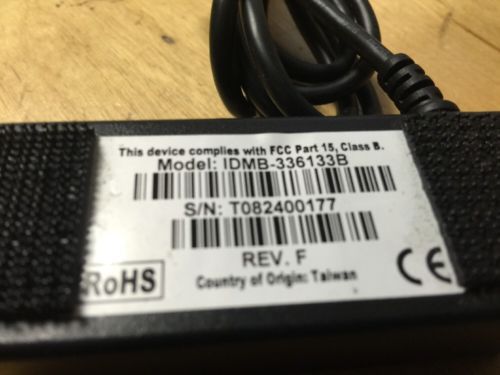 This device complies with FCC Part 15, Class B.
Model: IDMB-336133B
S/N: T082400177
REV. F
RoHS
Country of Origin: Taiwan
CE